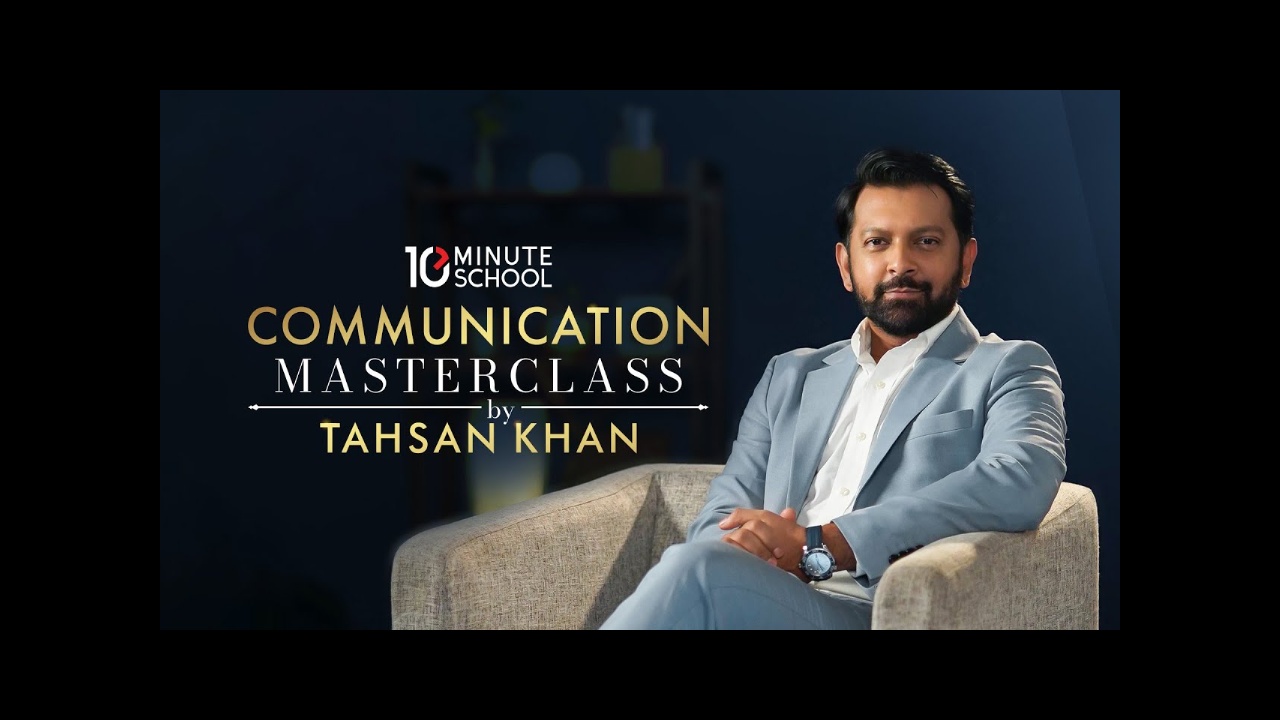 10 MINUTE
SCHOOL
COMMUNICATION
MASTERCLASS
by
TAHSAN KHAN